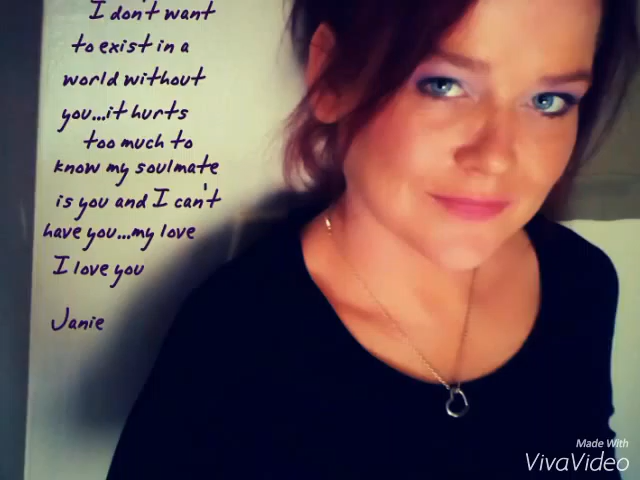 I don't want
to exist in a
world without
you...it hurts
too much to
know my soulmate
is you and I can't
have you...my love
I love you
Janie
Made With
VivaVideo